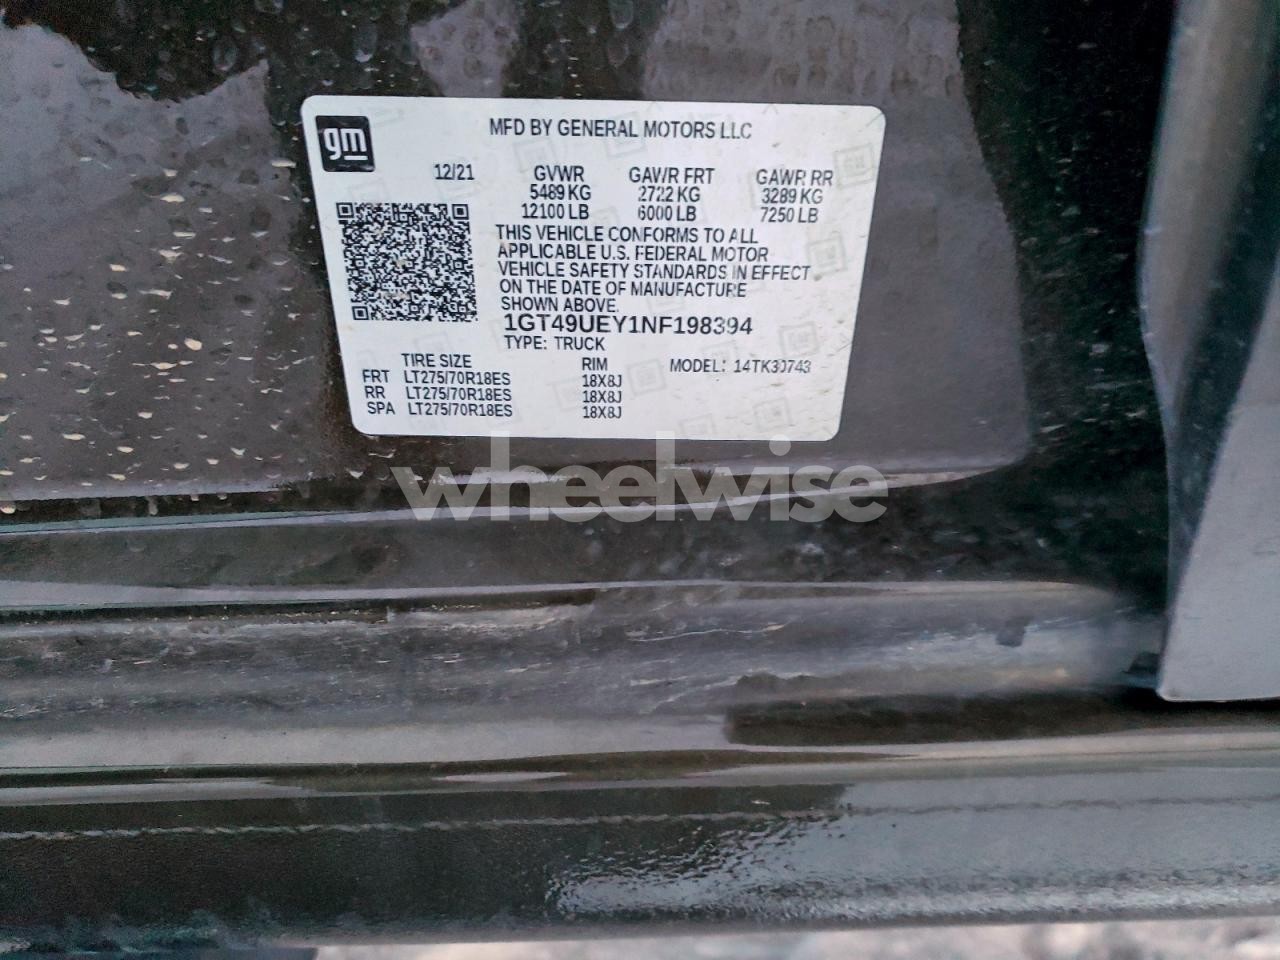 gm
MFD BY GENERAL MOTORS LLC
12/21 GVWR GAWR FRT GAWR RR
5489 KG 2722 KG 3289 KG
12100 LB 6000 LB 7250 LB
THIS VEHICLE CONFORMS TO ALL
APPLICABLE U.S. FEDERAL MOTOR
VEHICLE SAFETY STANDARDS IN EFFECT
ON THE DATE OF MANUFACTURE
SHOWN ABOVE.
1GT49UEY1NF198394
TYPE: TRUCK
TIRE SIZE RIM MODEL: 14TK30743
FRT LT275/70R18ES 18X8J
RR LT275/70R18ES 18X8J
SPA LT275/70R18ES 18X8J
wheelwise